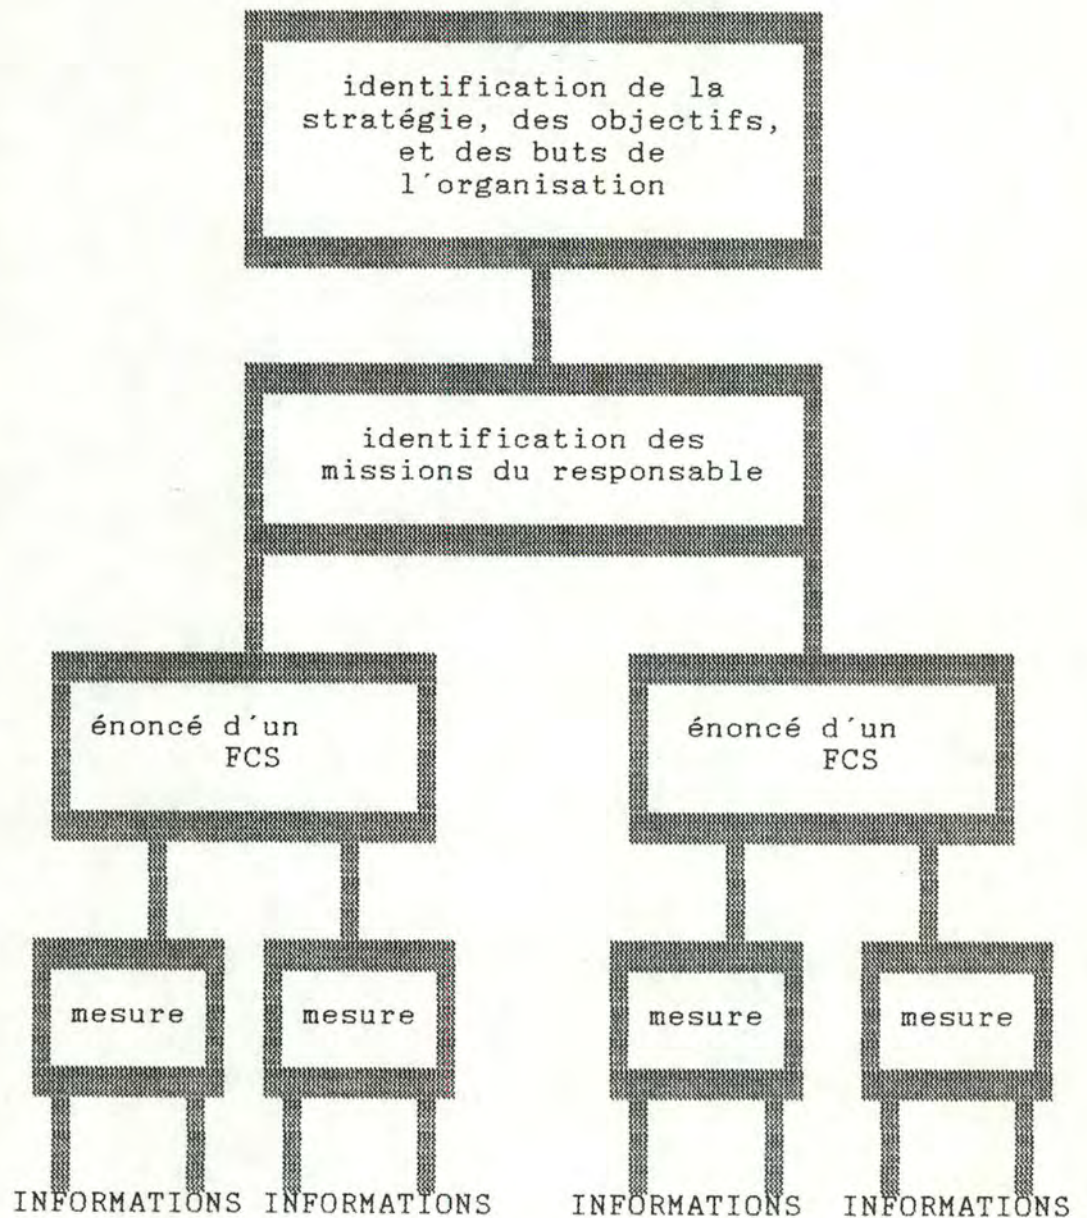 identification de la
stratégie, des objectifs,
et des buts de
l´organisation
identification des
missions du responsable
énoncé d´un
FCS
énoncé d´un
FCS
mesure
mesure
mesure
mesure
INFORMATIONS INFORMATIONS INFORMATIONS INFORMATIONS